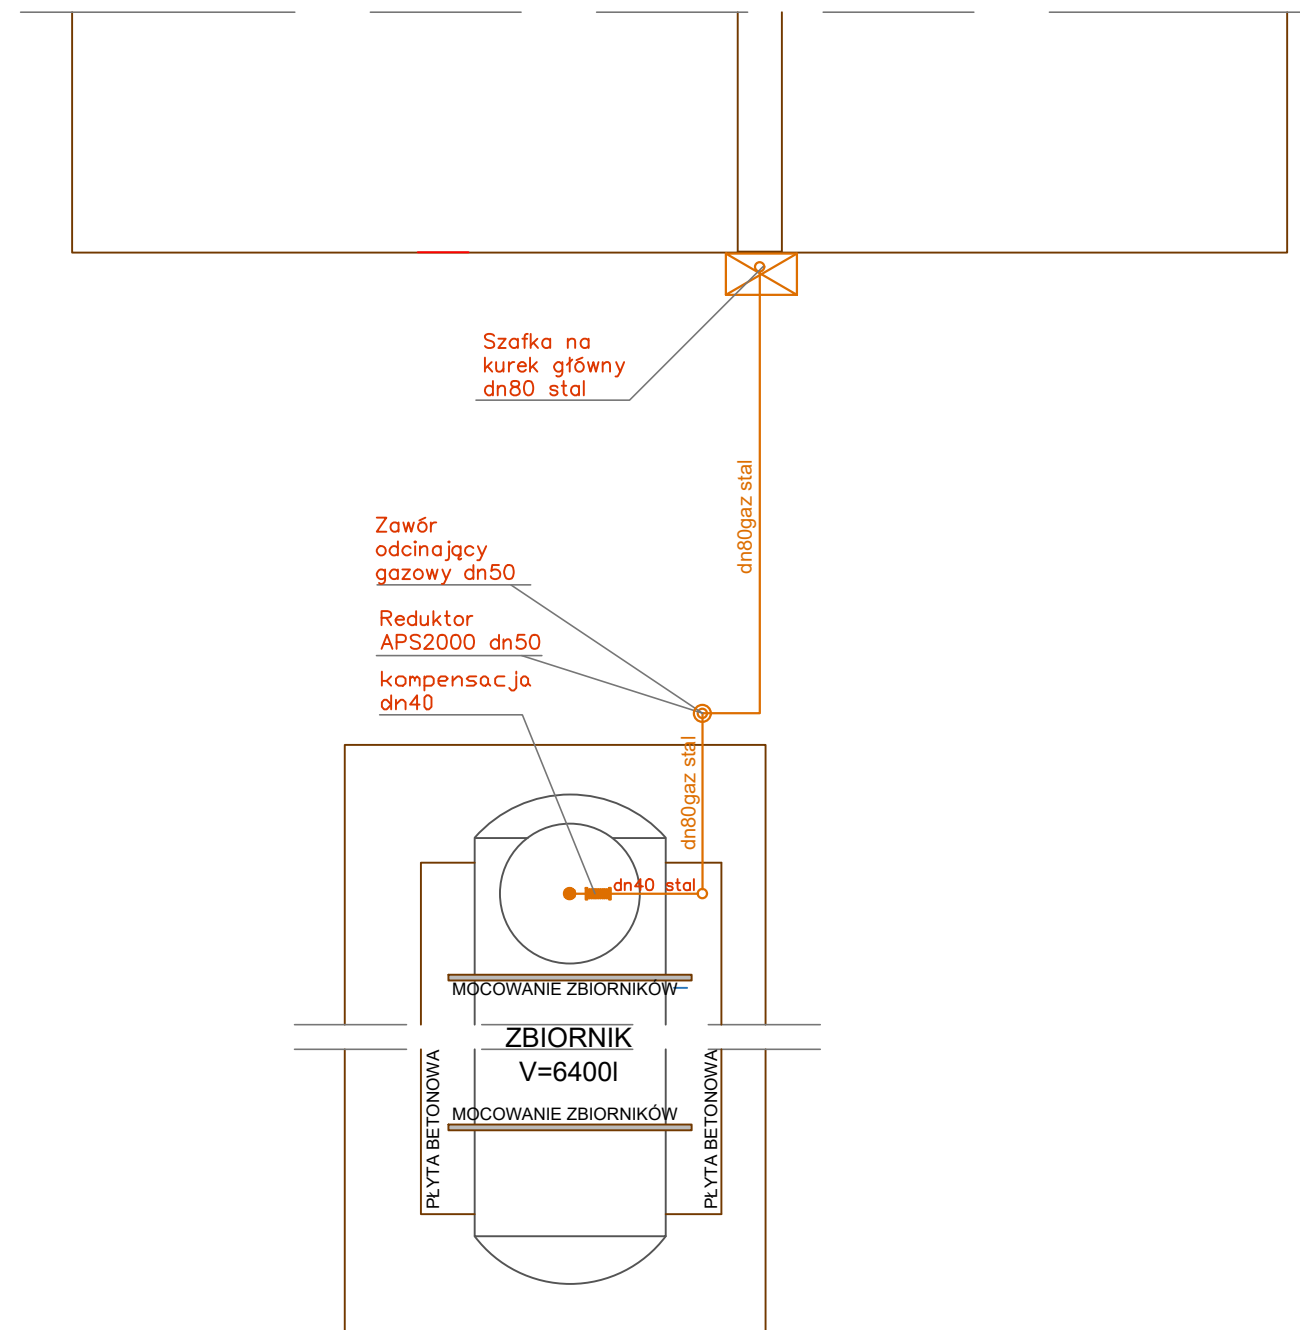 Szafka na
kurek główny
dn80 stal
dn80gaz stal
Zawór
odcinający
gazowy dn50
Reduktor
APS2000 dn50
kompensacja
dn40
dn80gaz stal
dn40 stal
MOCOWANIE ZBIORNIKÓW
ZBIORNIK
V=6400l
MOCOWANIE ZBIORNIKÓW
PŁYTA BETONOWA
PŁYTA BETONOWA